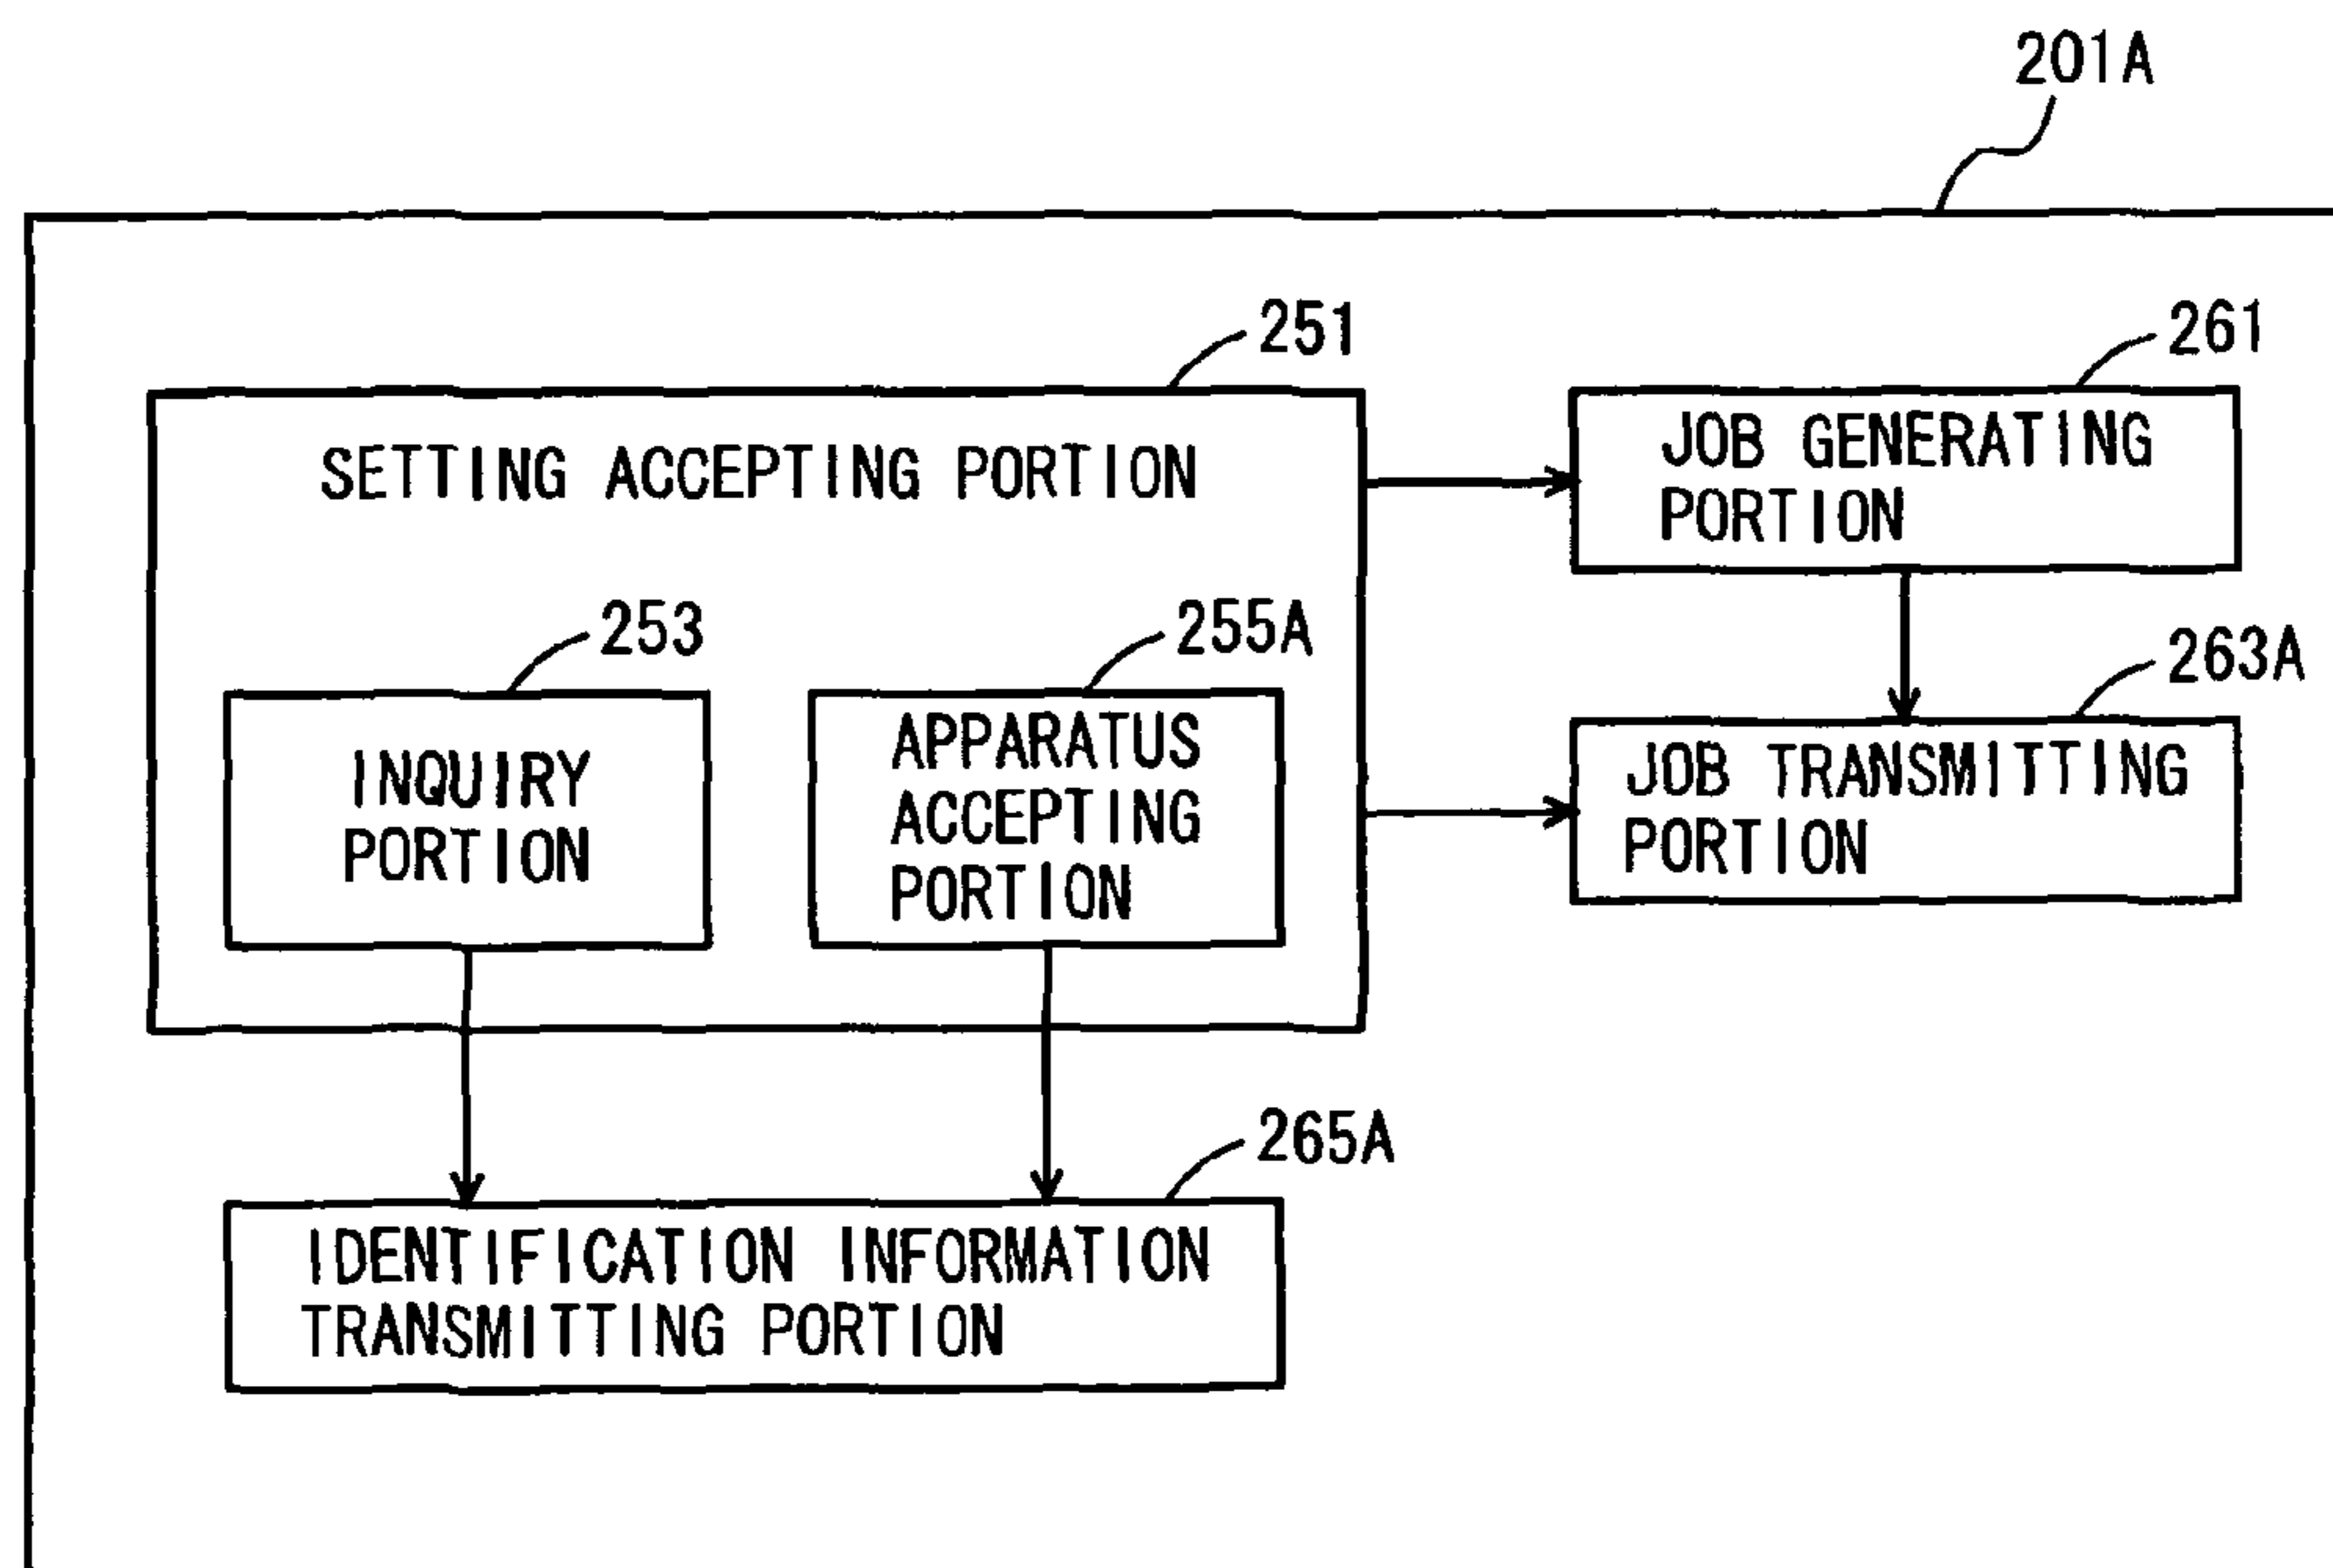 201A
251
261
SETTING ACCEPTING PORTION
JOB GENERATING
PORTION
253
255A
263A
INQUIRY
PORTION
APPARATUS
ACCEPTING
PORTION
JOB TRANSMITTING
PORTION
265A
IDENTIFICATION INFORMATION
TRANSMITTING PORTION